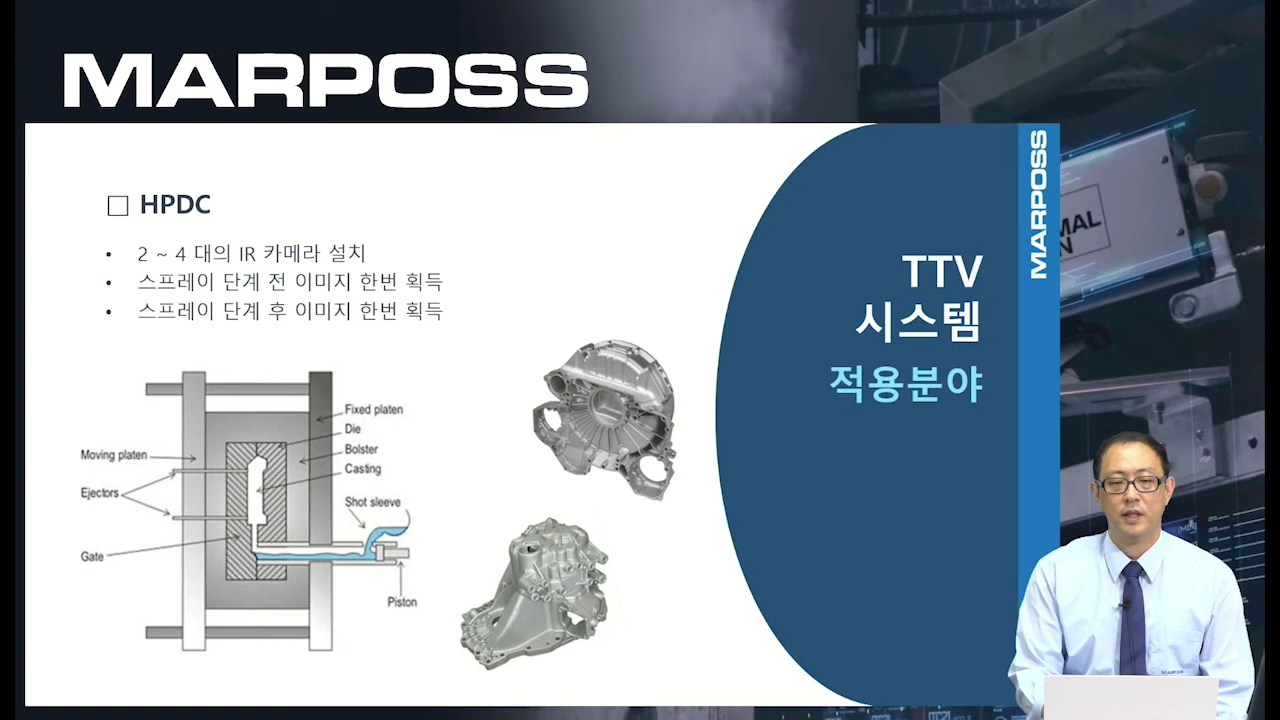 MARPOSS
MARPOSS
HPDC
• 2 ~ 4 대의 IR 카메라 설치
• 스프레이 단계 전 이미지 한번 획득
• 스프레이 단계 후 이미지 한번 획득
TTV
시스템
적용분야
Fixed platen
Die
Bolster
Casting
Shot sleeve
Piston
Moving platen
Ejectors
Gate
MARPOSS